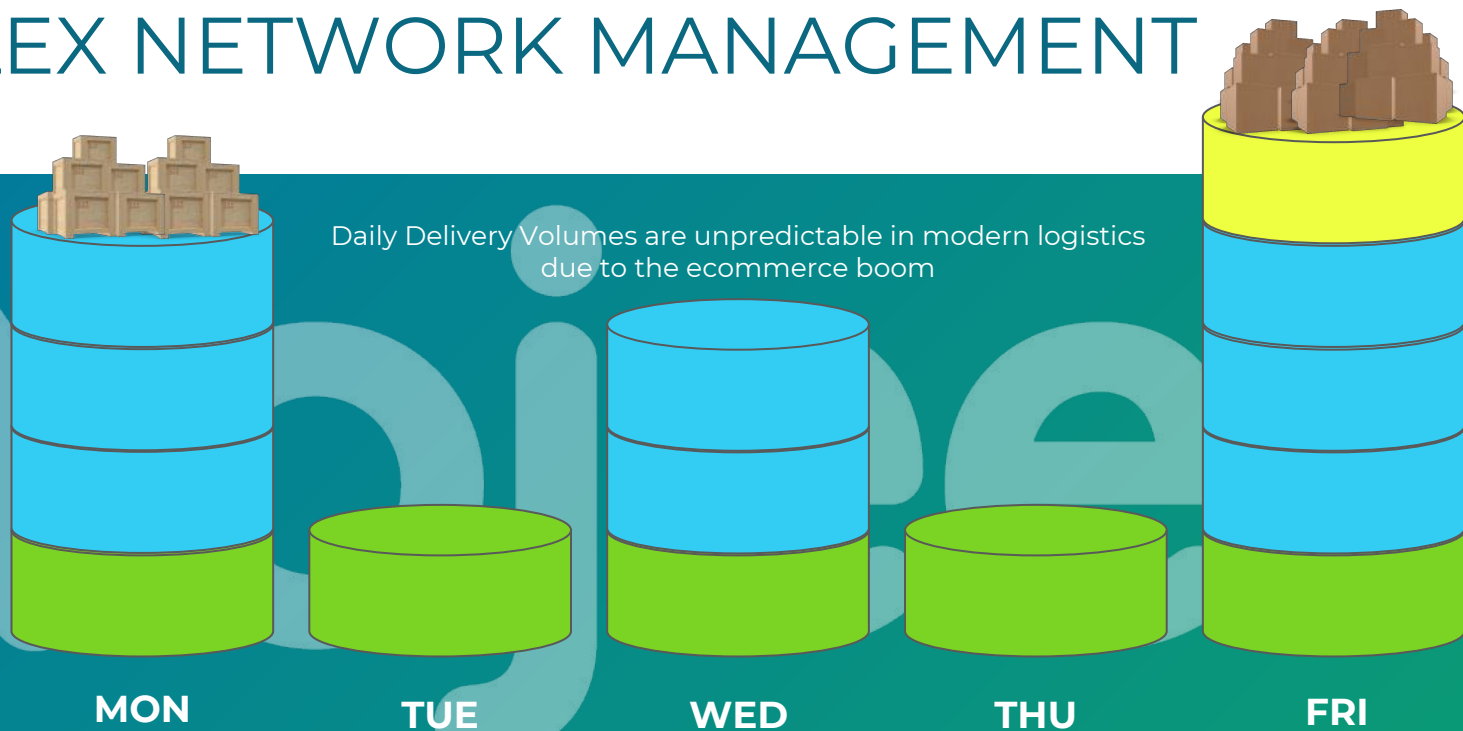 EX NETWORK MANAGEMENT
Daily Delivery Volumes are unpredictable in modern logistics
due to the ecommerce boom
MON
TUE
WED
THU
FRI